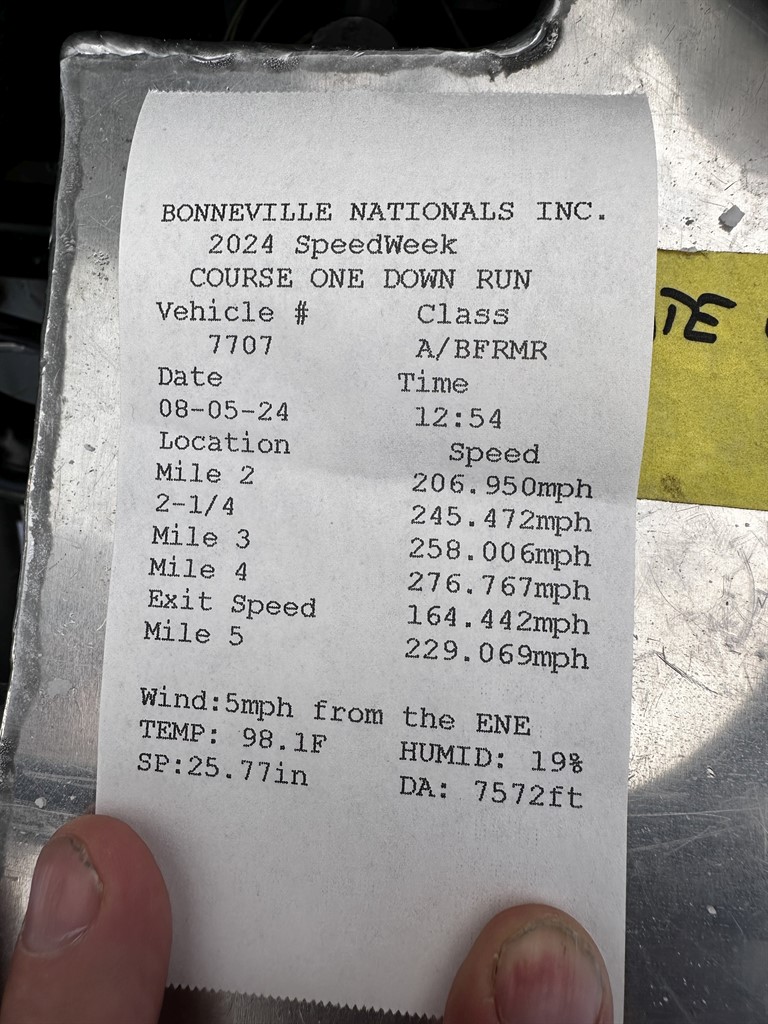 BONNEVILLE NATIONALS INC.
2024 SpeedWeek
COURSE ONE DOWN RUN
Vehicle # Class
7707 A/BFRMR
Date Time
08-05-24 12:54
Location Speed
Mile 2 206.950mph
2-1/4 245.472mph
Mile 3 258.006mph
Mile 4 276.767mph
Exit Speed 164.442mph
Mile 5 229.069mph
Wind:5mph from the ENE
TEMP: 98.1F HUMID: 19%
SP:25.77in DA: 7572ft